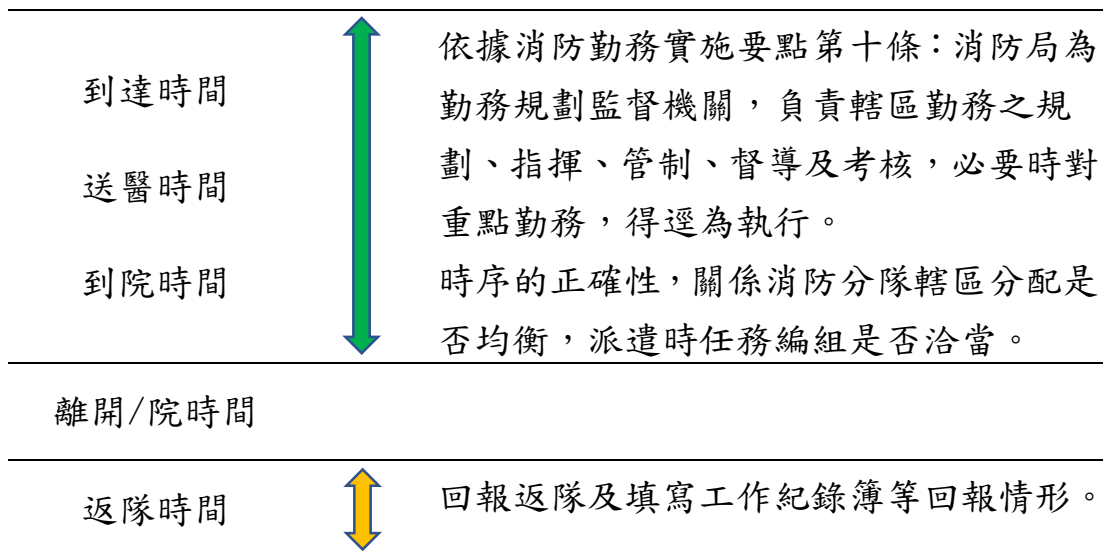 到達時間
送醫時間
到院時間
依據消防勤務實施要點第十條：消防局為
勤務規劃監督機關，負責轄區勤務之規
劃、指揮、管制、督導及考核，必要時對
重點勤務，得逕為執行。
時序的正確性，關係消防分隊轄區分配是
否均衡，派遣時任務編組是否洽當。
離開/院時間
返隊時間
回報返隊及填寫工作紀錄簿等回報情形。